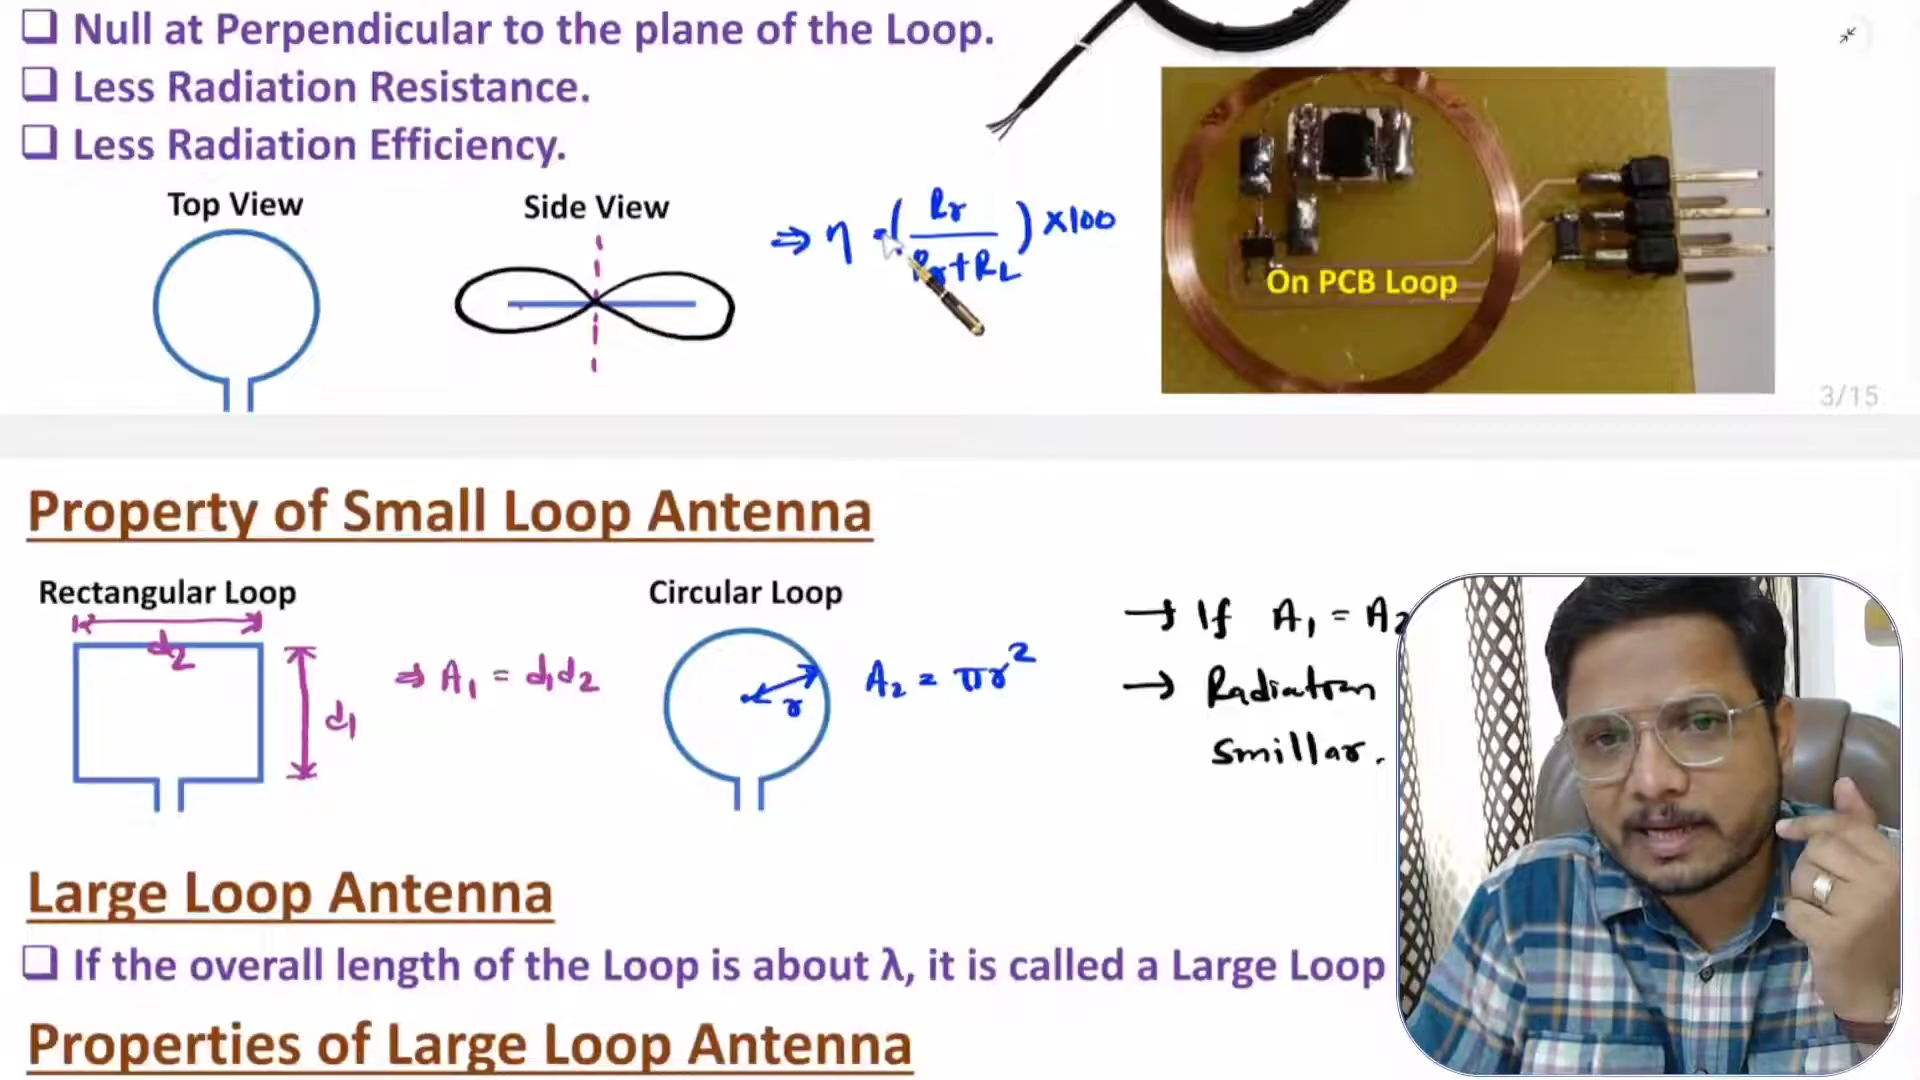 Null at Perpendicular to the plane of the Loop.
Less Radiation Resistance.
Less Radiation Efficiency.
Top View
Side View
⇒ η = (Rr / Rr+RL) ×100
On PCB Loop
3/15
Property of Small Loop Antenna
Rectangular Loop
d2
d1
⇒ A1 = d1d2
Circular Loop
r
A2 = πr²
→ If A1 = A2
→ Radiation
Smillar.
Large Loop Antenna
If the overall length of the Loop is about λ, it is called a Large Loop
Properties of Large Loop Antenna